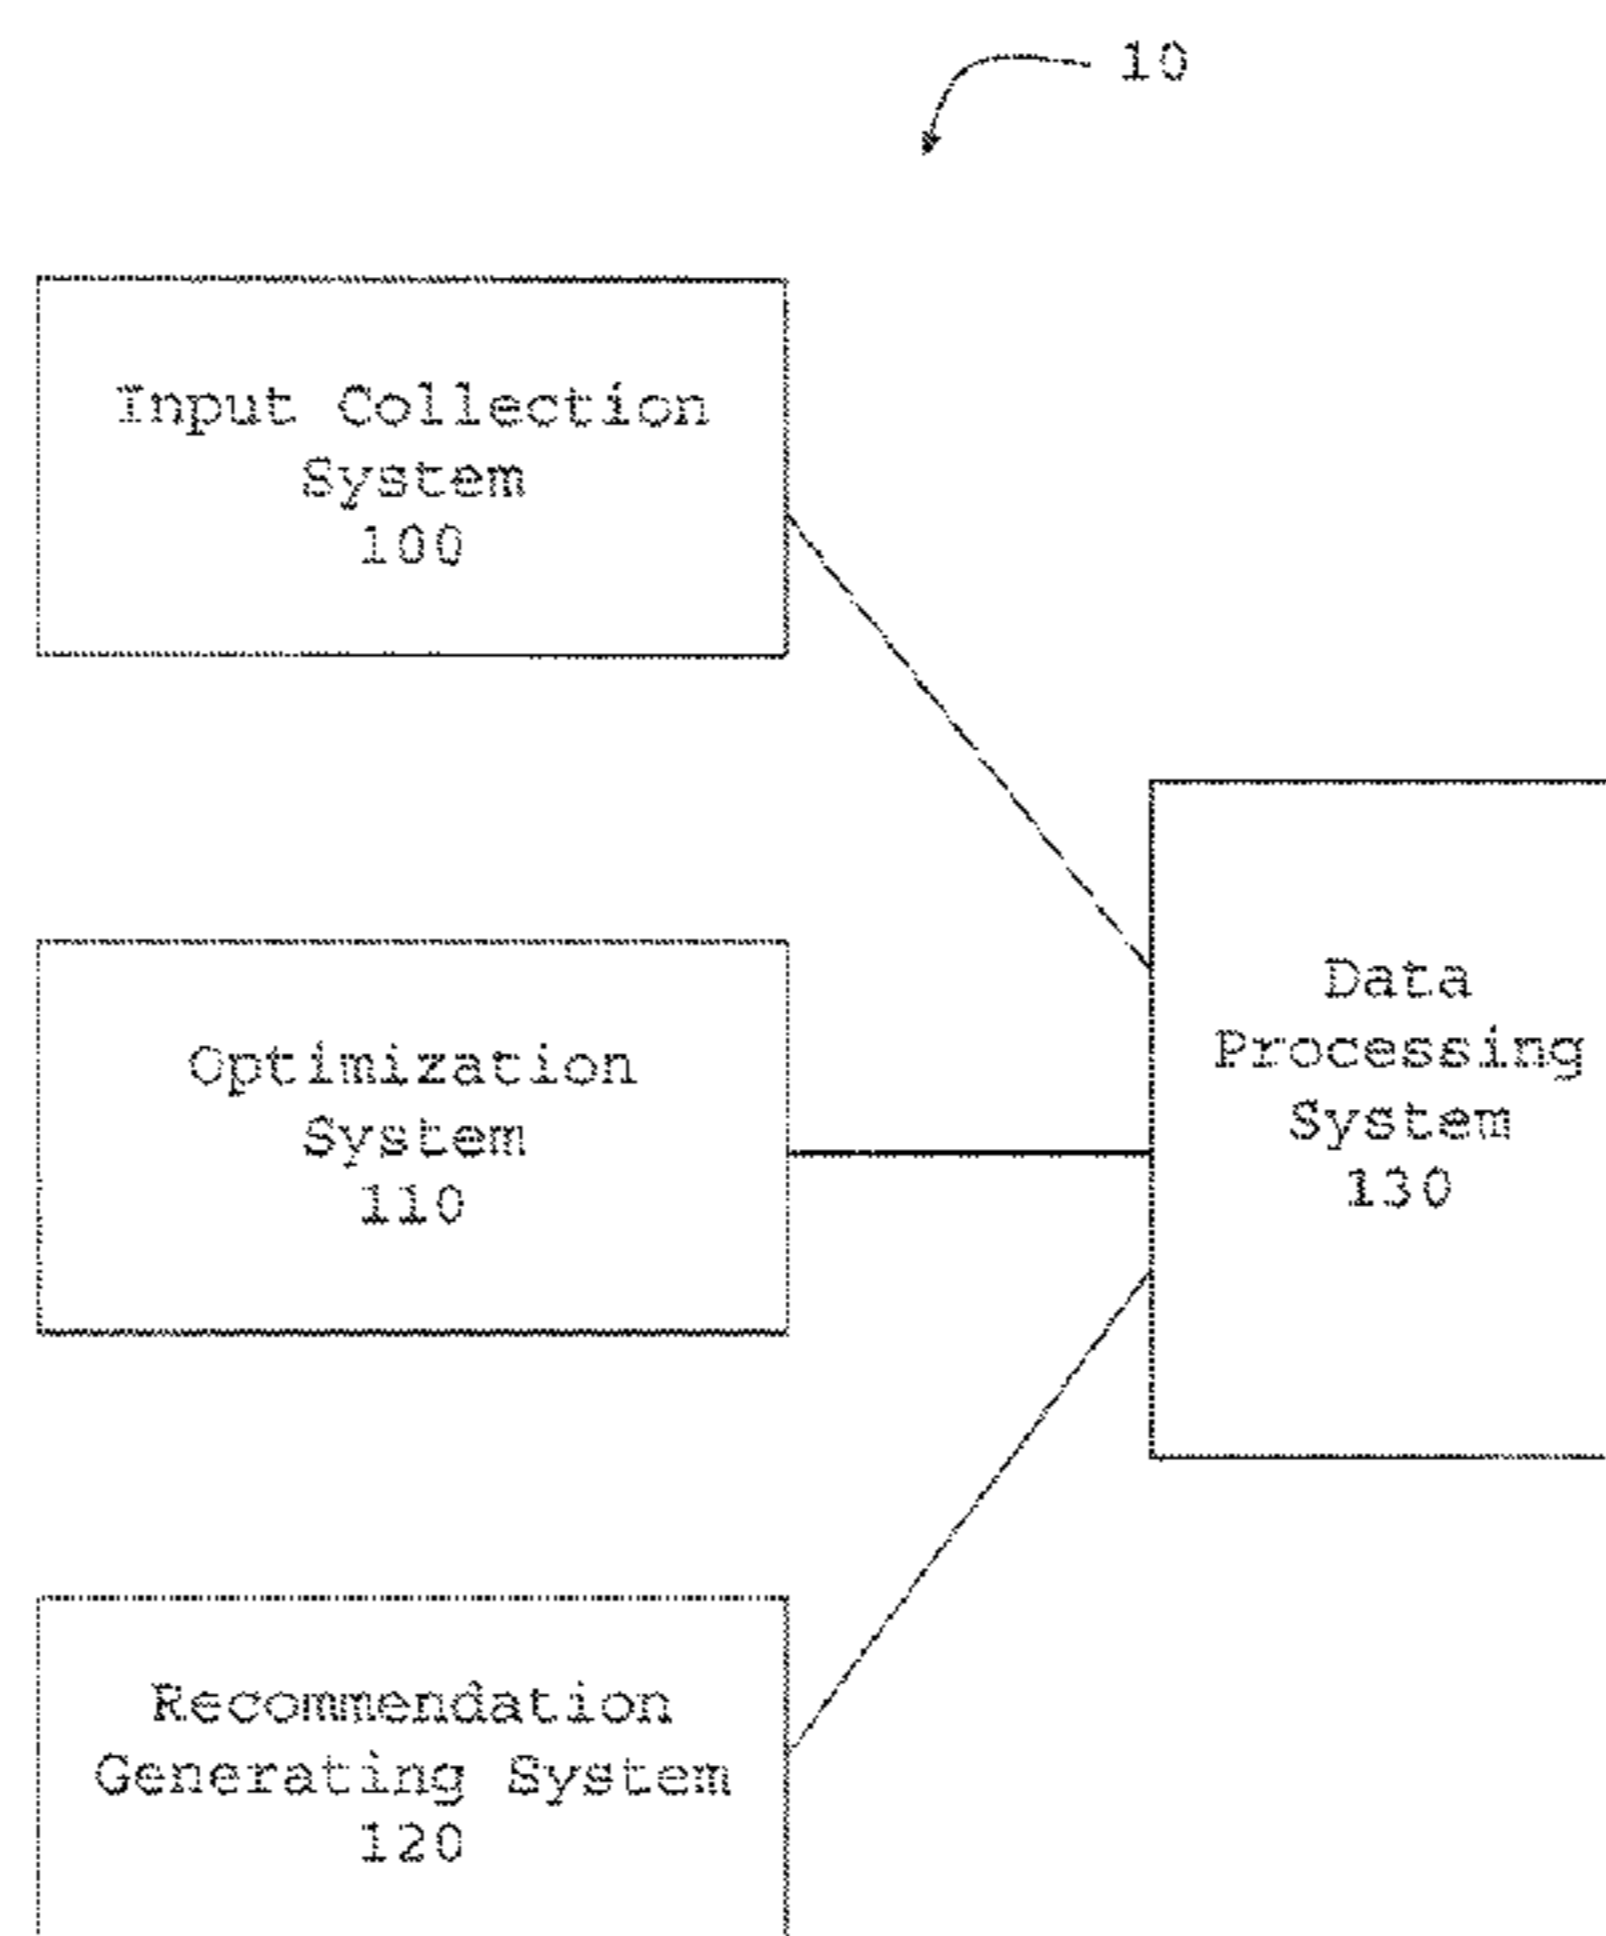 10
Input Collection
System
100
Optimization
System
110
Data
Processing
System
130
Recommendation
Generating System
120